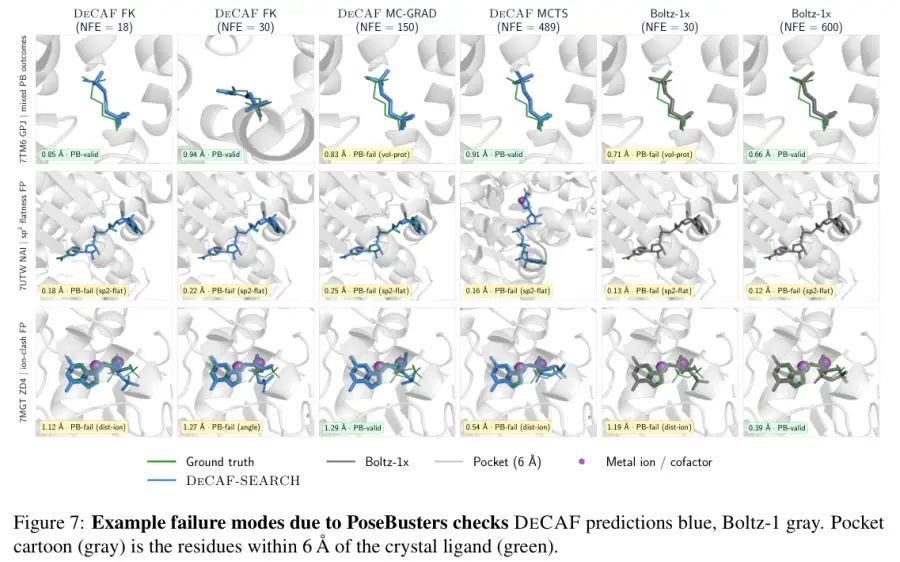 DECAF FK
(NFE = 18)
DECAF FK
(NFE = 30)
DECAF MC-GRAD
(NFE = 150)
DECAF MCTS
(NFE = 489)
Boltz-1x
(NFE = 30)
Boltz-1x
(NFE = 600)
7TM6 GPJ | mixed PB outcomes
0.85 Å · PB-valid
0.94 Å · PB-valid
0.83 Å · PB-fail (vol-prot)
0.91 Å · PB-valid
0.71 Å · PB-fail (vol-prot)
0.66 Å · PB-valid
7UTW NAI | sp² flatness FP
0.18 Å · PB-fail (sp2-flat)
0.22 Å · PB-fail (sp2-flat)
0.25 Å · PB-fail (sp2-flat)
0.16 Å · PB-fail (sp2-flat)
0.13 Å · PB-fail (sp2-flat)
0.12 Å · PB-fail (sp2-flat)
7MGT ZD4 | ion-clash FP
1.12 Å · PB-fail (dist-ion)
1.27 Å · PB-fail (angle)
1.29 Å · PB-valid
0.54 Å · PB-fail (dist-ion)
1.19 Å · PB-fail (dist-ion)
0.39 Å · PB-valid
Ground truth
Boltz-1x
Pocket (6 Å)
Metal ion / cofactor
DECAF-SEARCH
Figure 7: Example failure modes due to PoseBusters checks DECAF predictions blue, Boltz-1 gray. Pocket
cartoon (gray) is the residues within 6 Å of the crystal ligand (green).